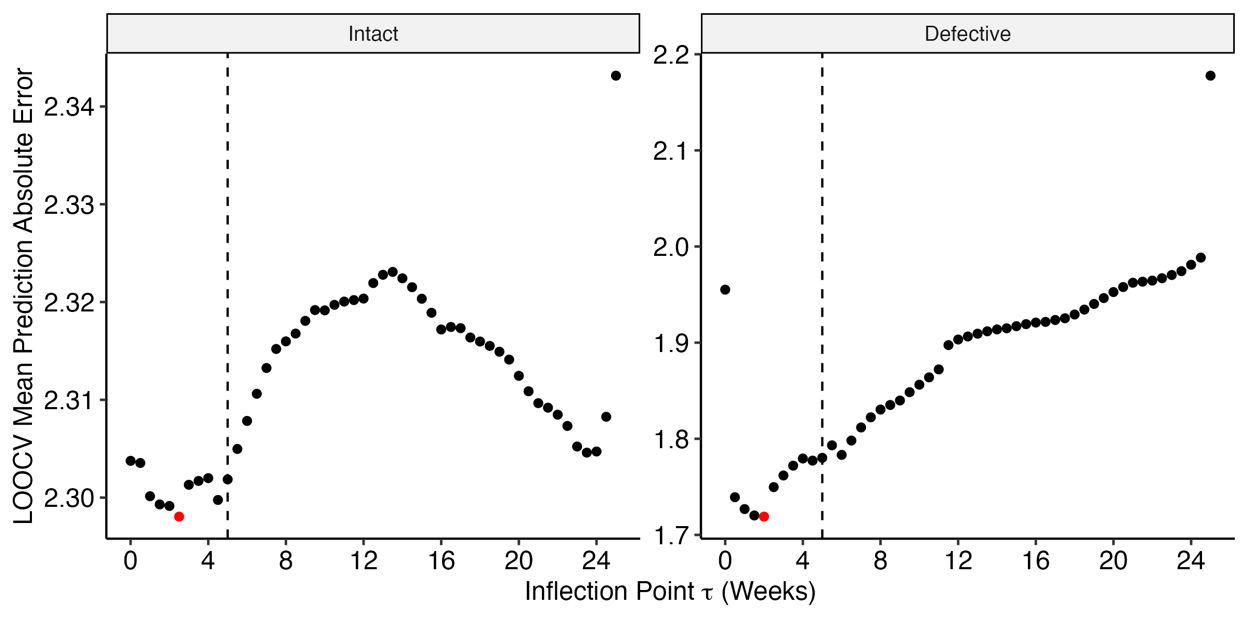 Intact
Defective
LOOCV Mean Prediction Absolute Error
2.34
2.33
2.32
2.31
2.30
2.2
2.1
2.0
1.9
1.8
1.7
0 4 8 12 16 20 24
0 4 8 12 16 20 24
Inflection Point τ (Weeks)